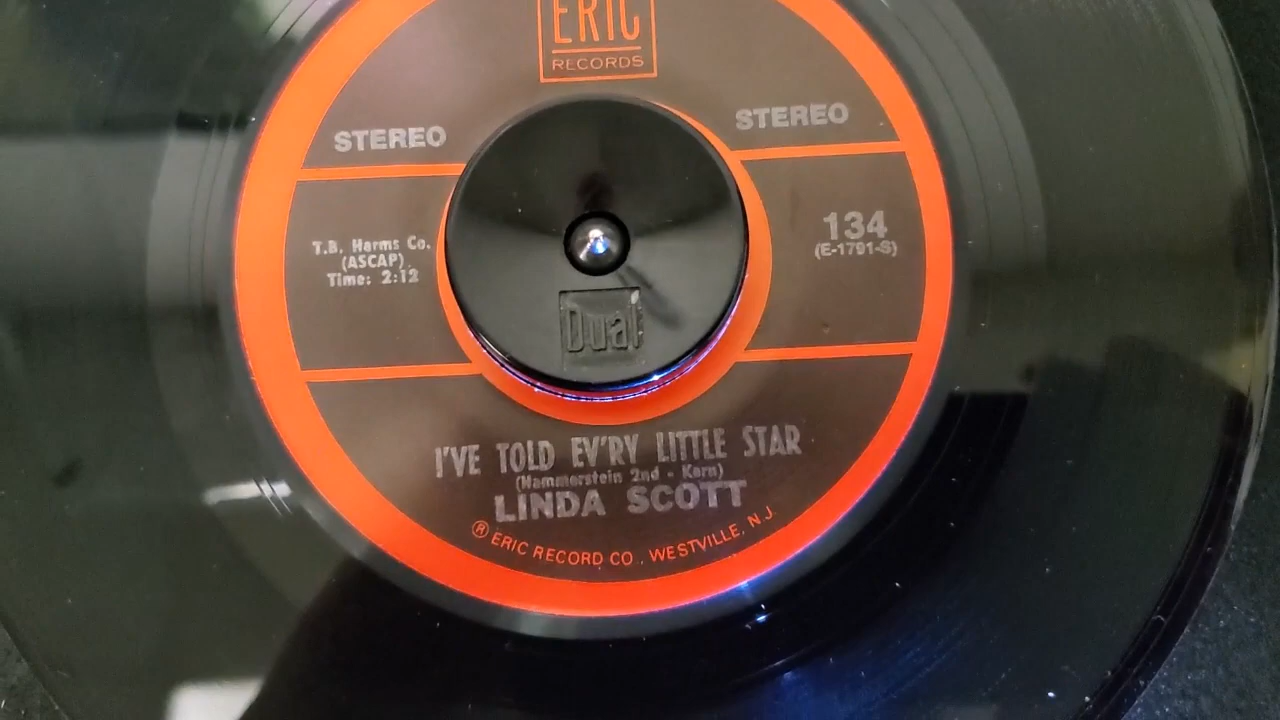 ERIC
RECORDS
STEREO
STEREO
T.B. Harms Co.
(ASCAP)
Time: 2:12
134
(E-1791-S)
Dual
I'VE TOLD EV'RY LITTLE STAR
(Hammerstein 2nd - Kern)
LINDA SCOTT
Ⓡ ERIC RECORD CO., WESTVILLE, N.J.